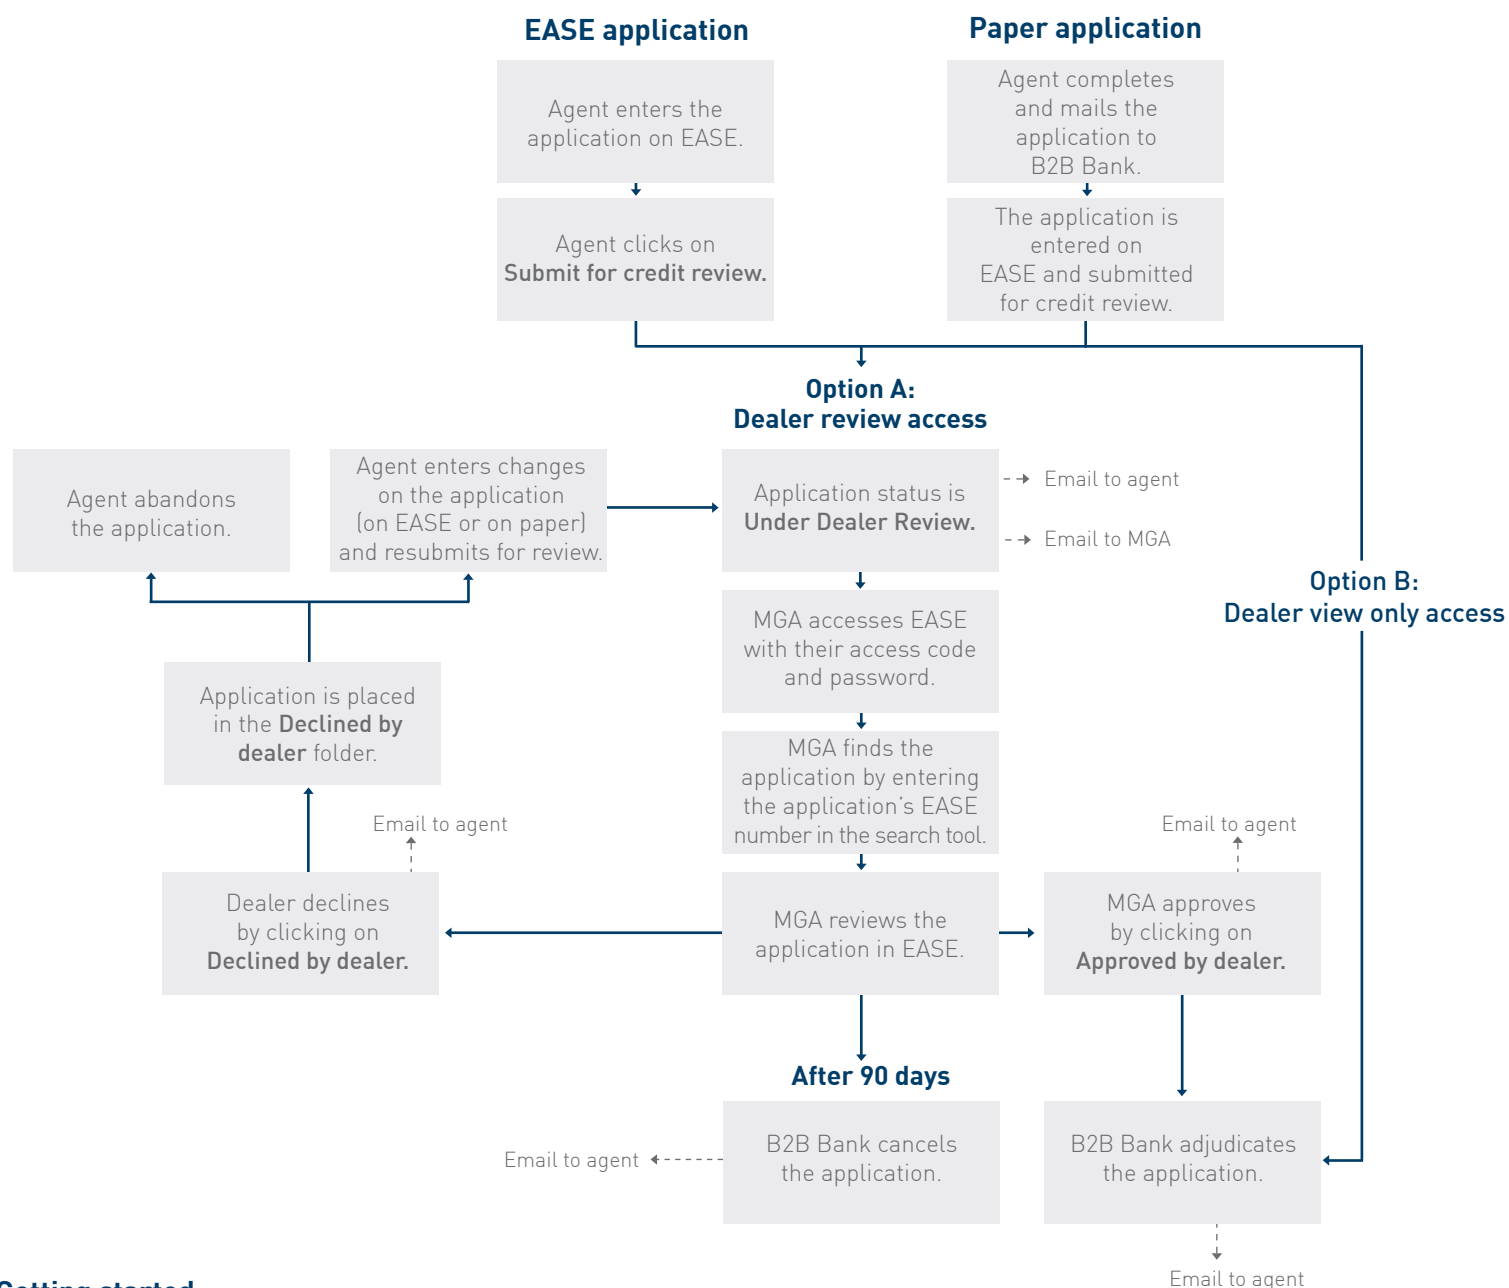 EASE application
Paper application
Agent enters the
application on EASE.
Agent completes
and mails the
application to
B2B Bank.
Agent clicks on
Submit for credit review.
The application is
entered on
EASE and submitted
for credit review.
Option A:
Dealer review access
Agent abandons
the application.
Agent enters changes
on the application
(on EASE or on paper)
and resubmits for review.
Application status is
Under Dealer Review.
Email to agent
Email to MGA
Option B:
Dealer view only access
MGA accesses EASE
with their access code
and password.
Application is placed
in the Declined by
dealer folder.
MGA finds the
application by entering
the application's EASE
number in the search tool.
Email to agent
Email to agent
Dealer declines
by clicking on
Declined by dealer.
MGA reviews the
application in EASE.
MGA approves
by clicking on
Approved by dealer.
After 90 days
Email to agent
B2B Bank cancels
the application.
B2B Bank adjudicates
the application.
Email to agent
Getting started